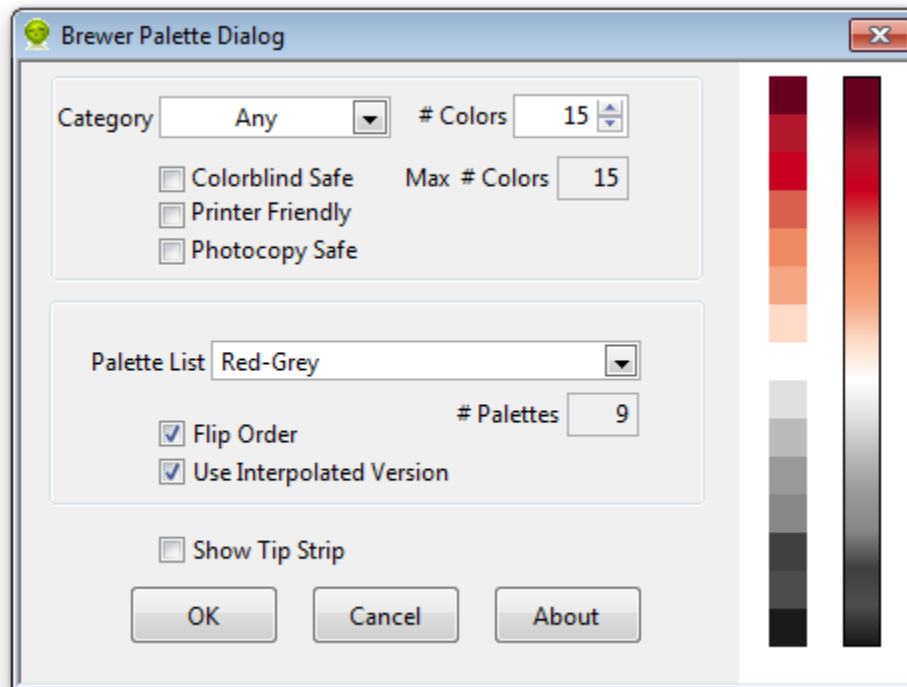 Brewer Palette Dialog
Category Any # Colors 15
Colorblind Safe Max # Colors 15
Printer Friendly
Photocopy Safe
Palette List Red-Grey
# Palettes 9
Flip Order
Use Interpolated Version
Show Tip Strip
OK Cancel About